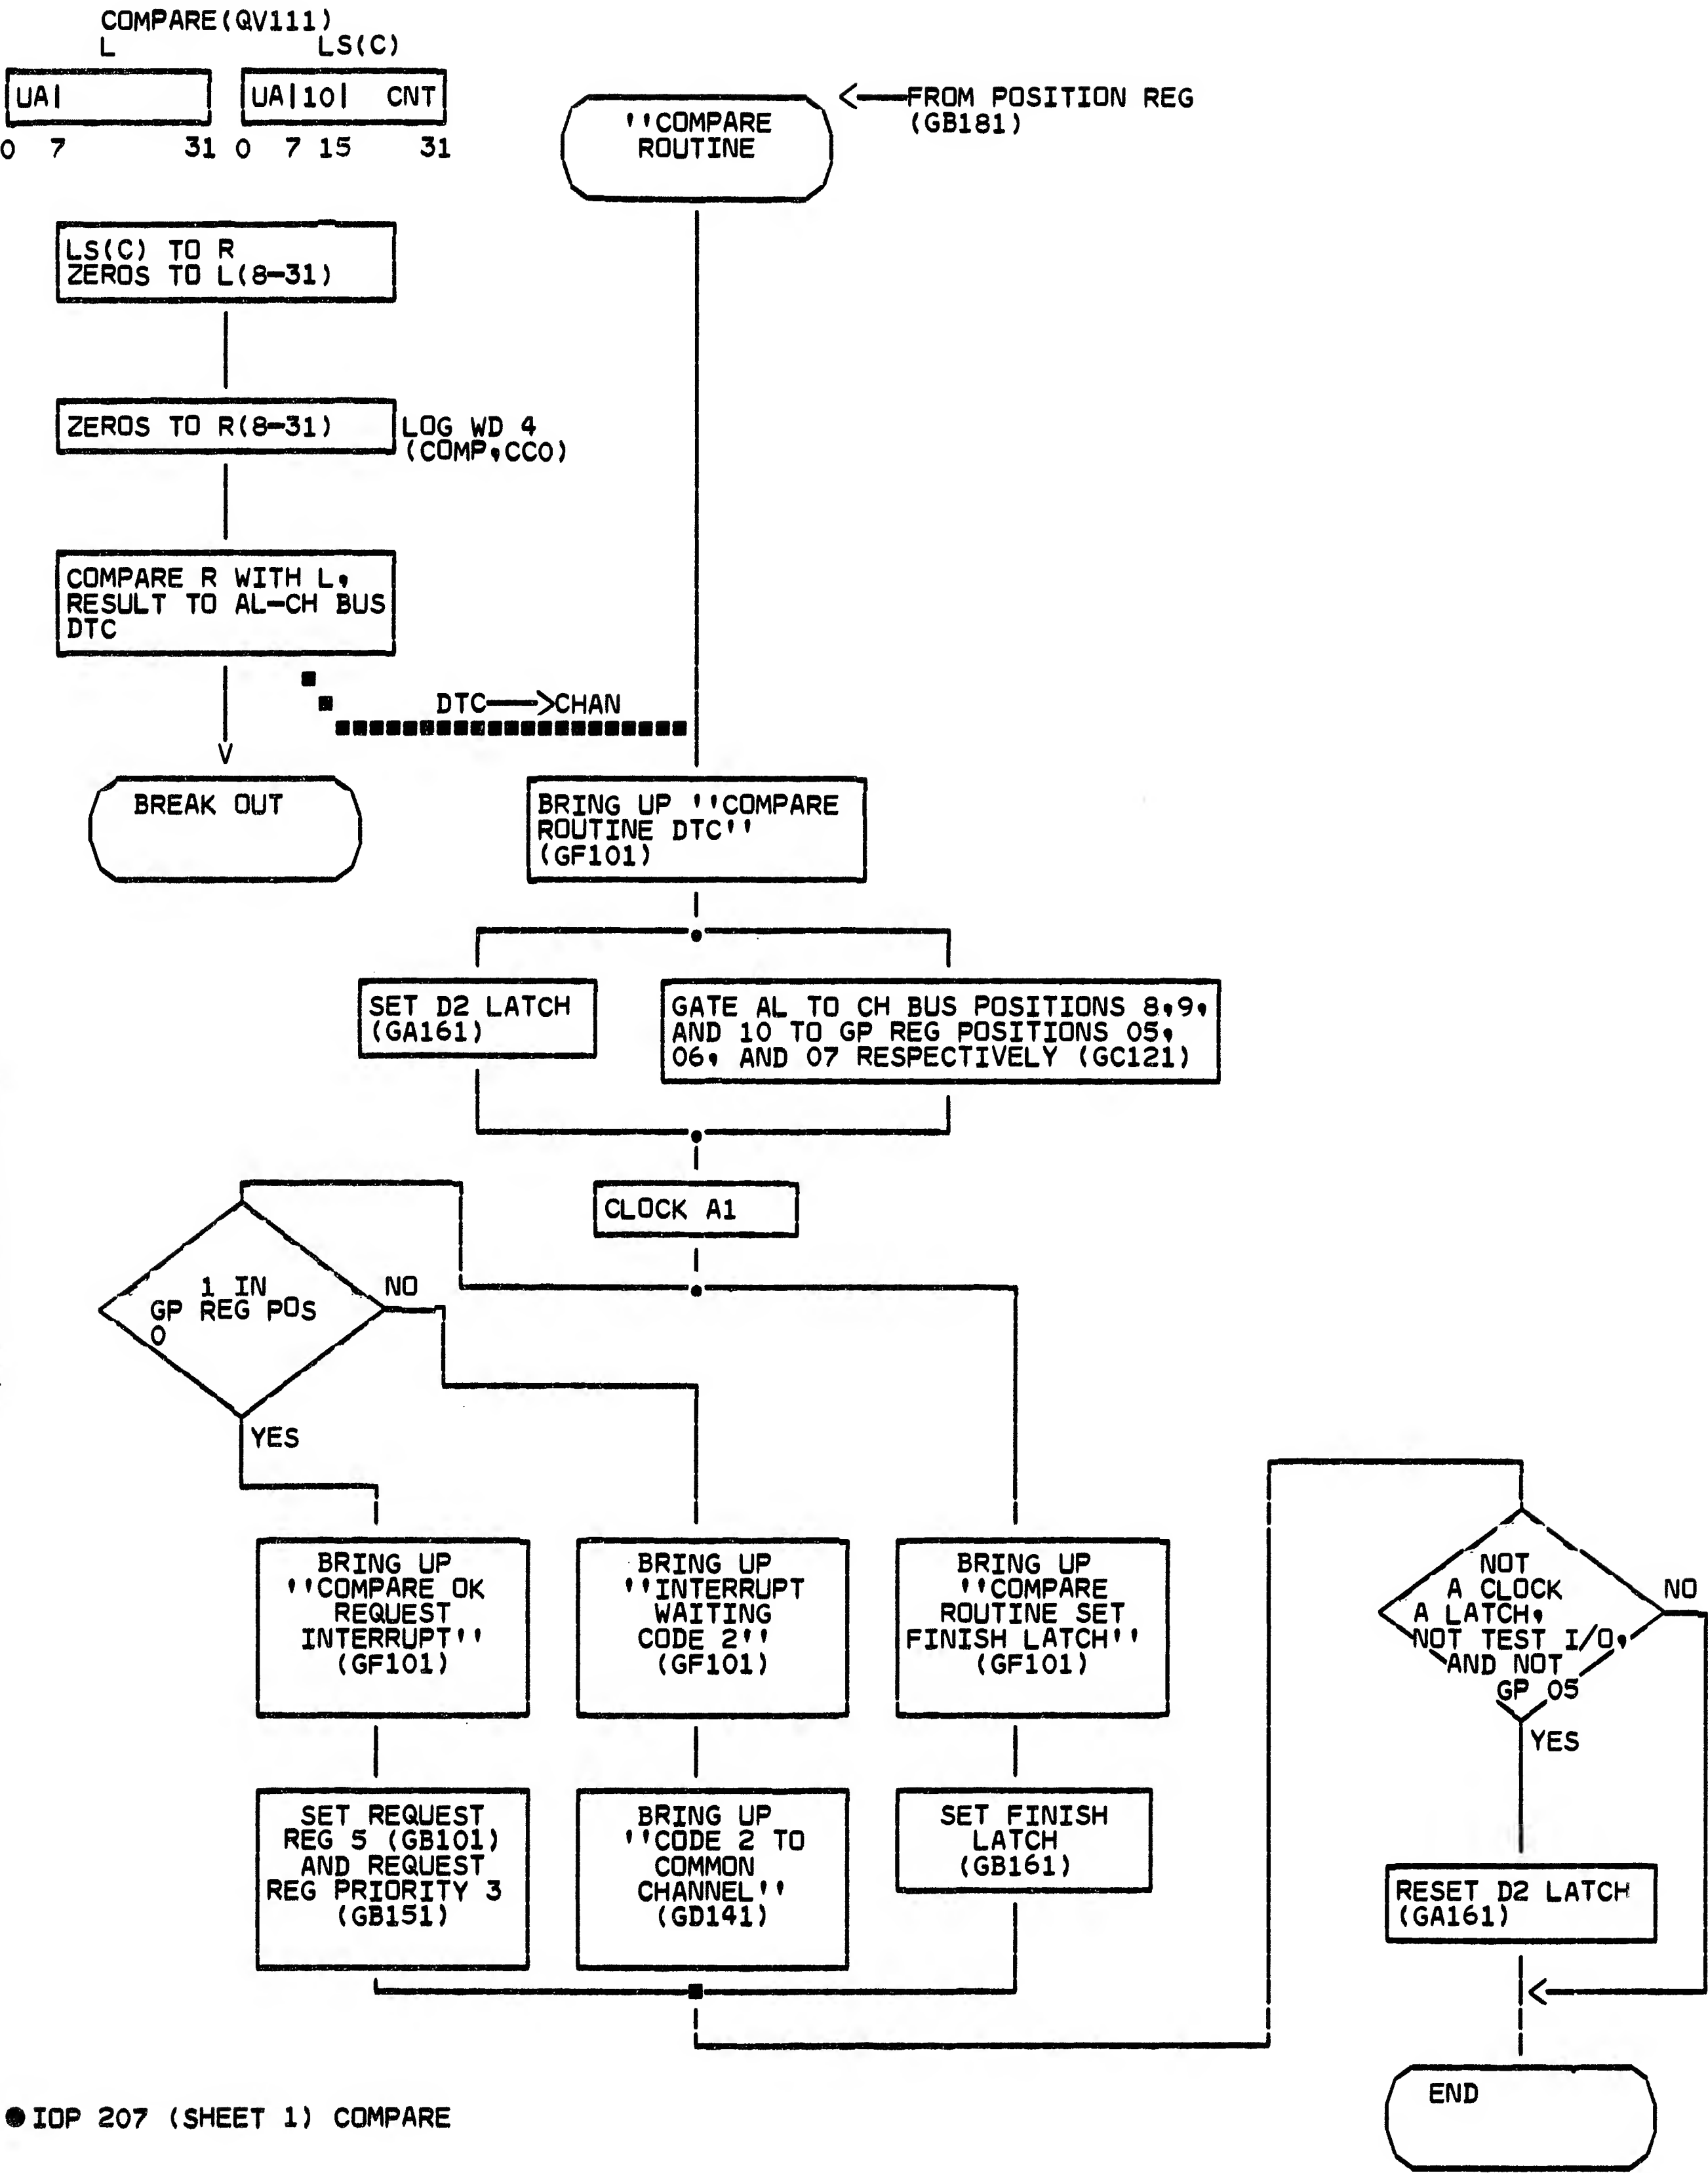 COMPARE(QV111)
L LS(C)
UA| UA|10| CNT
0 7 31 0 7 15 31
''COMPARE
ROUTINE
<—FROM POSITION REG
(GB181)
LS(C) TO R
ZEROS TO L(8-31)
ZEROS TO R(8-31)
LOG WD 4
(COMP,CCO)
COMPARE R WITH L,
RESULT TO AL-CH BUS
DTC
DTC—>CHAN
BREAK OUT
BRING UP ''COMPARE
ROUTINE DTC''
(GF101)
SET D2 LATCH
(GA161)
GATE AL TO CH BUS POSITIONS 8,9,
AND 10 TO GP REG POSITIONS 05,
06, AND 07 RESPECTIVELY (GC121)
CLOCK A1
1 IN
GP REG POS
0
NO
YES
BRING UP
''COMPARE OK
REQUEST
INTERRUPT''
(GF101)
BRING UP
''INTERRUPT
WAITING
CODE 2''
(GF101)
BRING UP
''COMPARE
ROUTINE SET
FINISH LATCH''
(GF101)
NOT
A CLOCK
A LATCH,
NOT TEST I/O,
AND NOT
GP 05
NO
YES
SET REQUEST
REG 5 (GB101)
AND REQUEST
REG PRIORITY 3
(GB151)
BRING UP
''CODE 2 TO
COMMON
CHANNEL''
(GD141)
SET FINISH
LATCH
(GB161)
RESET D2 LATCH
(GA161)
END
●IOP 207 (SHEET 1) COMPARE